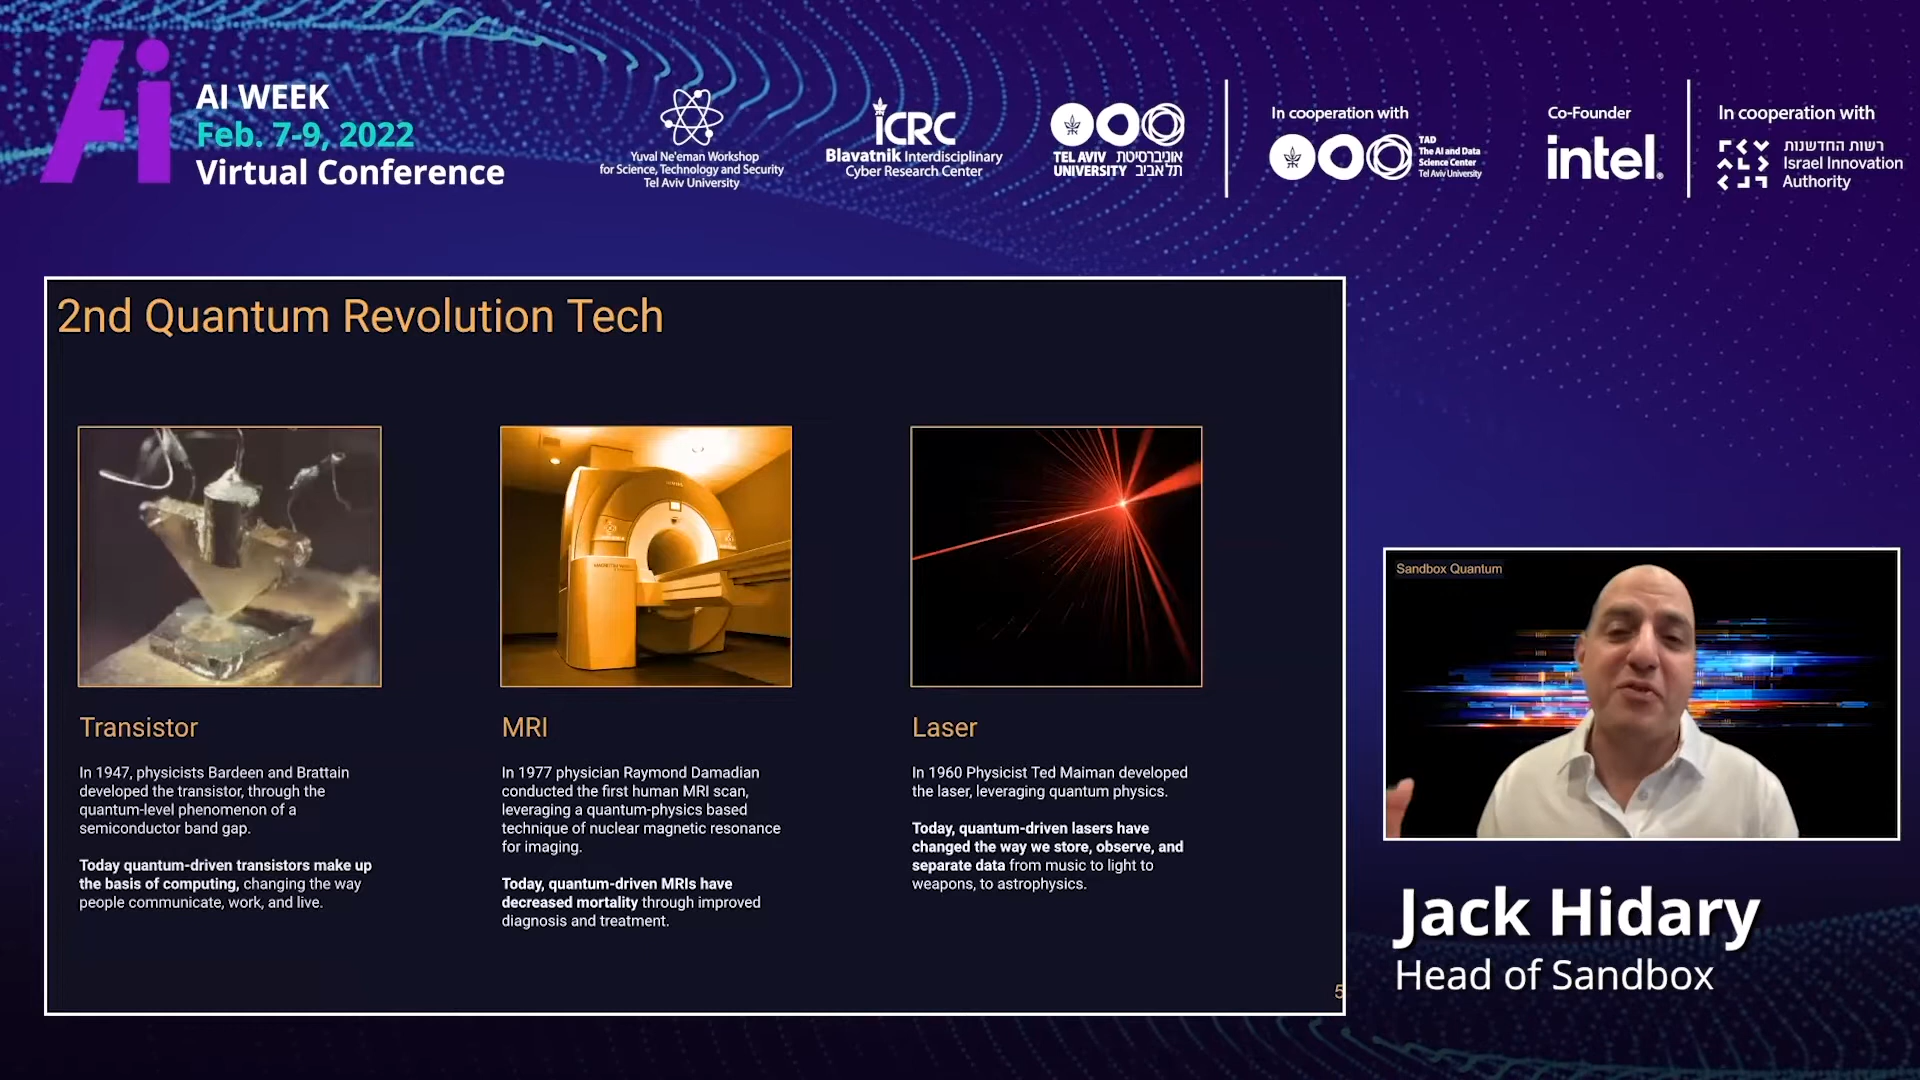 Ai
AI WEEK
Feb. 7-9, 2022
Virtual Conference
Yuval Ne'eman Workshop
for Science, Technology and Security
Tel Aviv University
iCRC
Blavatnik Interdisciplinary
Cyber Research Center
TEL AVIV אוניברסיטת
UNIVERSITY תל אביב
In cooperation with
TAD
The AI and Data
Science Center
Tel Aviv University
Co-Founder
intel.
In cooperation with
רשות החדשנות
Israel Innovation
Authority
2nd Quantum Revolution Tech
Transistor
In 1947, physicists Bardeen and Brattain
developed the transistor, through the
quantum-level phenomenon of a
semiconductor band gap.
Today quantum-driven transistors make up
the basis of computing, changing the way
people communicate, work, and live.
MRI
In 1977 physician Raymond Damadian
conducted the first human MRI scan,
leveraging a quantum-physics based
technique of nuclear magnetic resonance
for imaging.
Today, quantum-driven MRIs have
decreased mortality through improved
diagnosis and treatment.
Laser
In 1960 Physicist Ted Maiman developed
the laser, leveraging quantum physics.
Today, quantum-driven lasers have
changed the way we store, observe, and
separate data from music to light to
weapons, to astrophysics.
5
Sandbox Quantum
Jack Hidary
Head of Sandbox